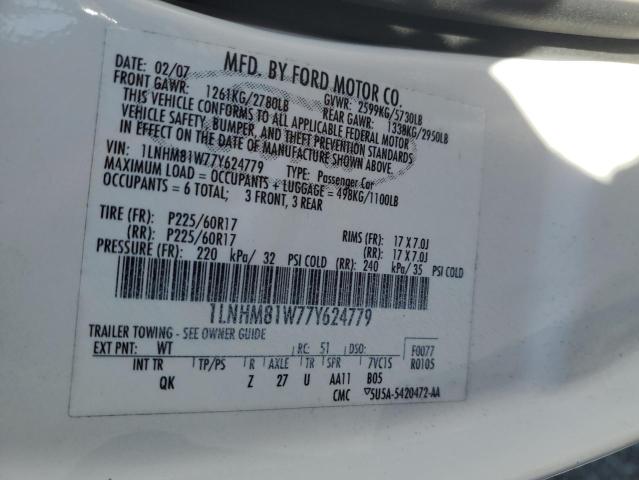 MFD. BY FORD MOTOR CO.
02/07
GVWR: 2599KG/5730LB
FRONT GAWR: 1261KG/2780LB
REAR GAWR: 1338KG/2950LB
THIS VEHICLE CONFORMS TO ALL APPLICABLE FEDERAL MOTOR
VEHICLE SAFETY, BUMPER, AND THEFT PREVENTION STANDARDS
IN EFFECT ON THE DATE OF MANUFACTURE SHOWN ABOVE.
VIN: 1LNHM81W77Y624779 TYPE: Passenger Car
MAXIMUM LOAD = OCCUPANTS + LUGGAGE = 498KG/1100LB
OCCUPANTS = 6 TOTAL; 3 FRONT, 3 REAR
TIRE (FR): P225/60R17 RIMS (FR): 17 X 7.0J
(RR): P225/60R17 (RR): 17 X 7.0J
PRESSURE (FR): 220 kPa/ 32 PSI COLD (RR): 240 kPa/ 35 PSI COLD
1LNHM81W77Y624779
TRAILER TOWING - SEE OWNER GUIDE
EXT PNT: WT RC: 51 DSO: F0077
R0105
INT TR TP/PS R AXLE TR SPR 7VC1S
QK Z 27 U AA11 B05
CMC 5U5A-5420472-AA